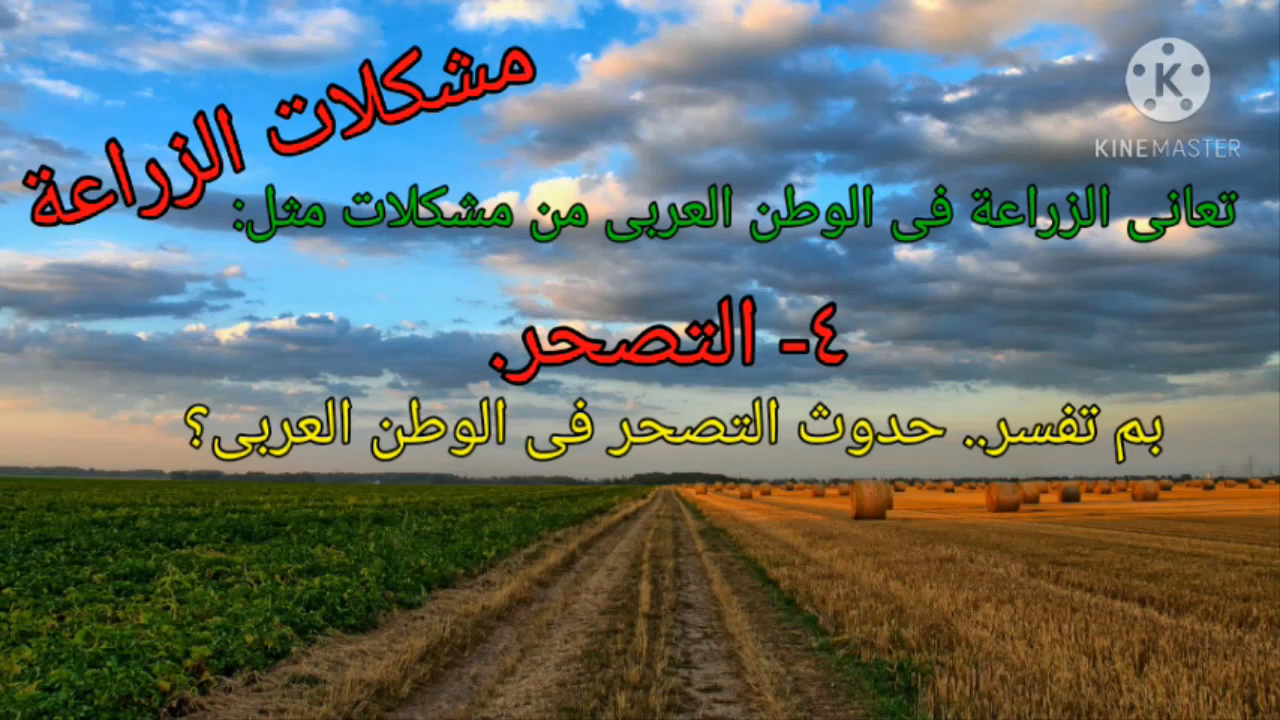 مشكلات الزراعة
KINEMASTER
تعانى الزراعة فى الوطن العربى من مشكلات مثل:
٤- التصحر.
بم تفسر.. حدوث التصحر فى الوطن العربى؟